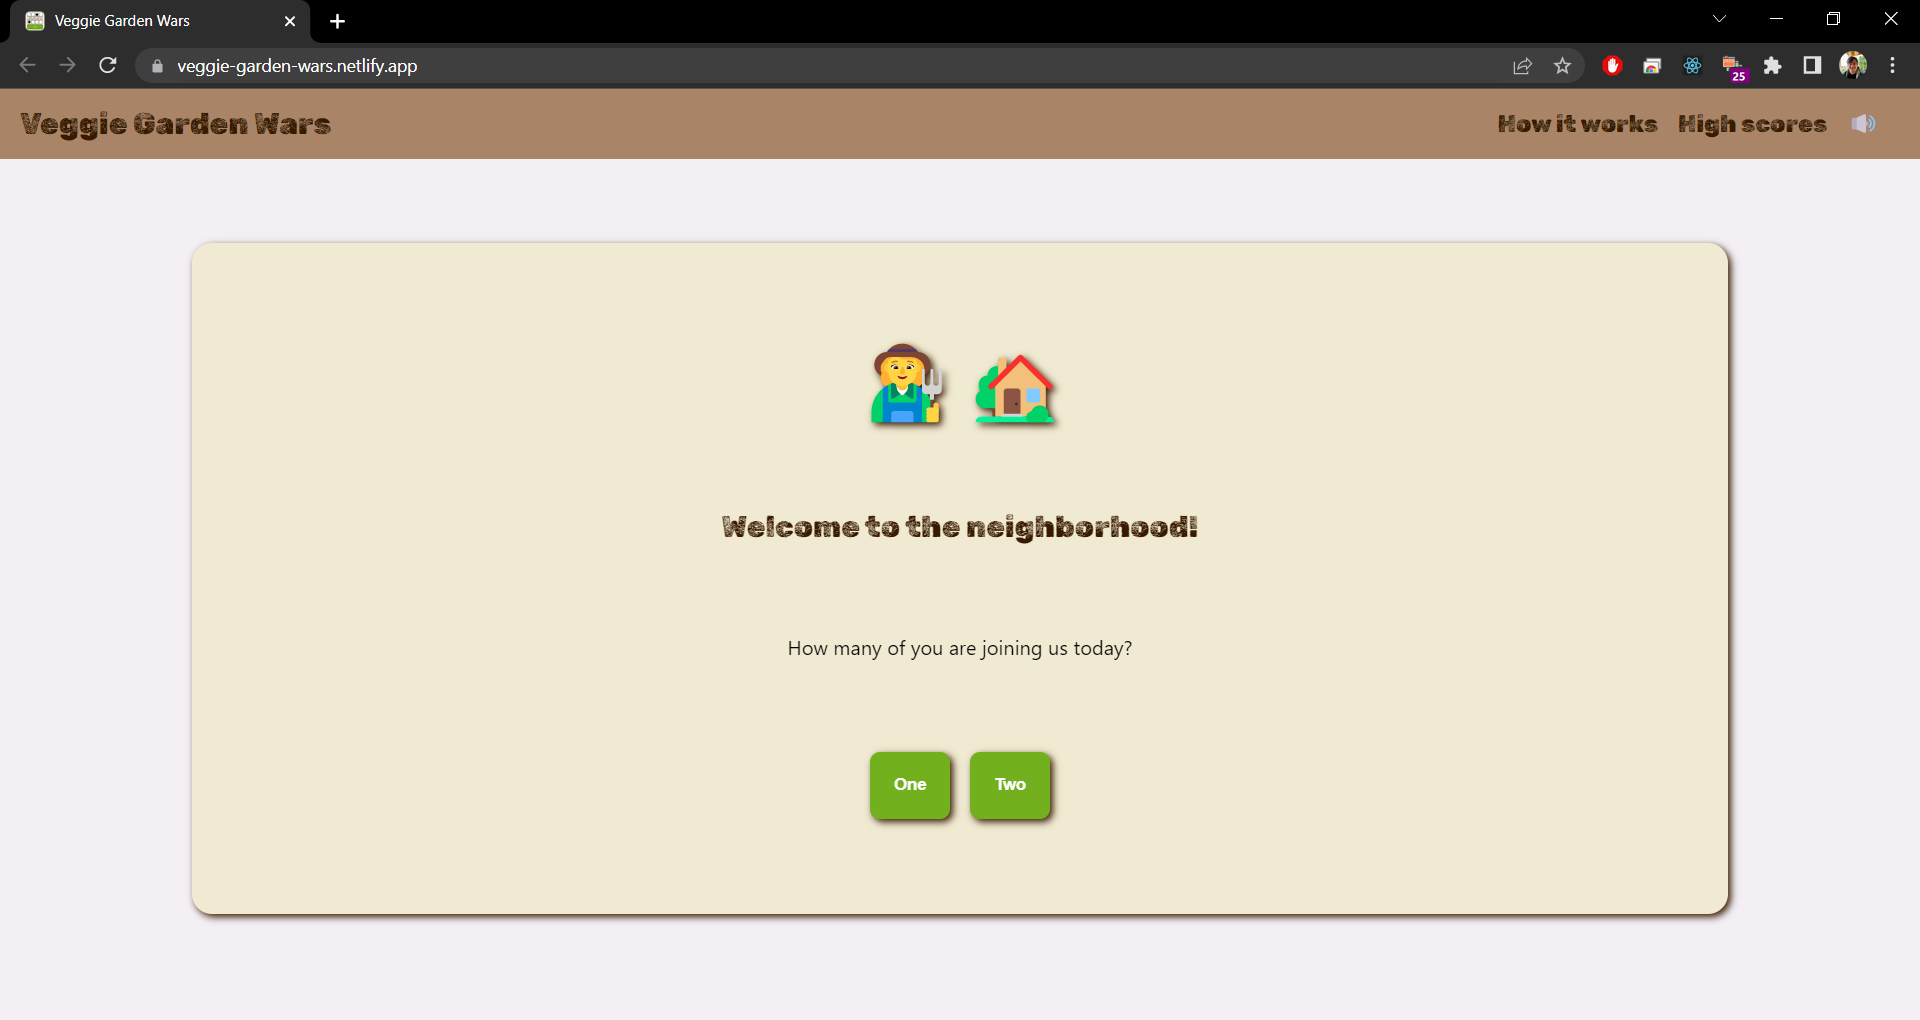 Veggie Garden Wars
veggie-garden-wars.netlify.app
25
Veggie Garden Wars
How it works
High scores
Welcome to the neighborhood!
How many of you are joining us today?
One
Two